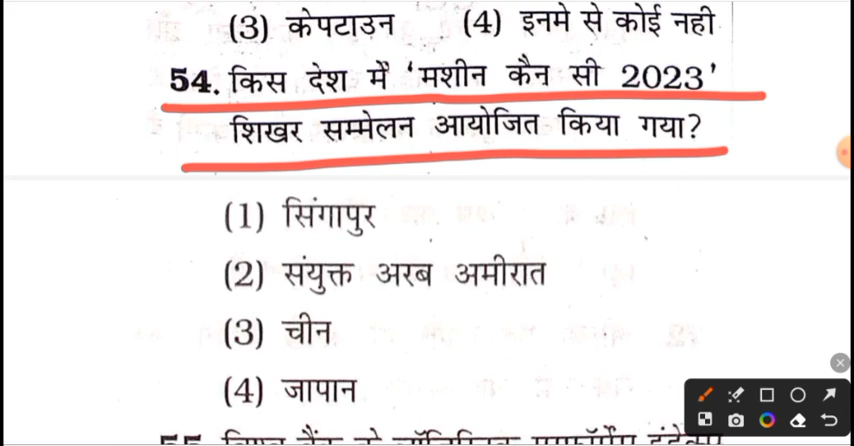 (3) केपटाउन (4) इनमे से कोई नही
54. किस देश में ‘मशीन कैन सी 2023’
शिखर सम्मेलन आयोजित किया गया?
(1) सिंगापुर
(2) संयुक्त अरब अमीरात
(3) चीन
(4) जापान